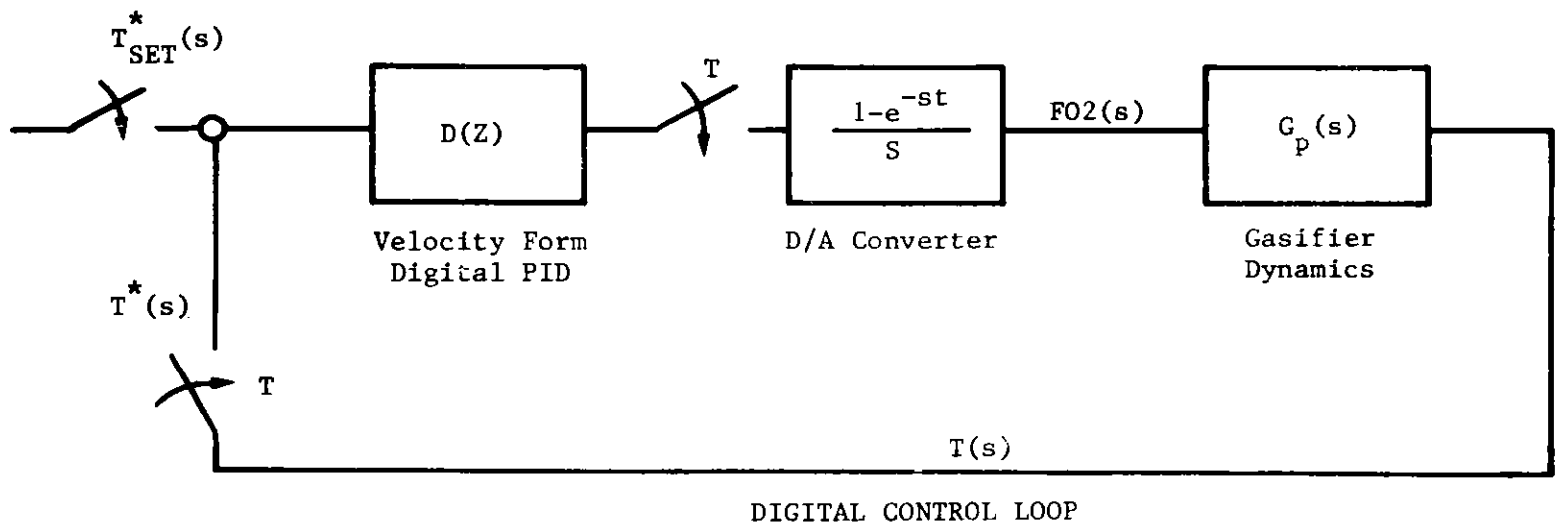 T*SET(s)
T
D(Z)
1-e^-st
S
FO2(s)
Gp(s)
Velocity Form
Digital PID
D/A Converter
Gasifier
Dynamics
T*(s)
T
T(s)
DIGITAL CONTROL LOOP